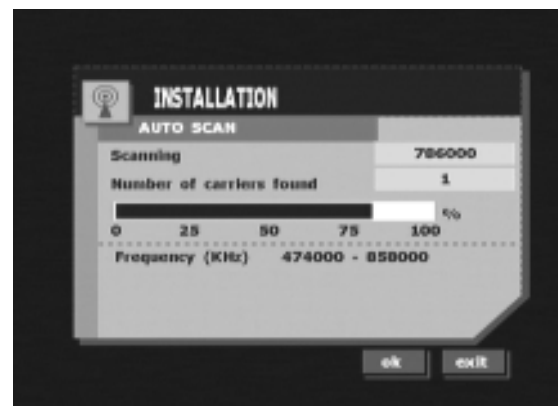 INSTALLATION
AUTO SCAN
Scanning 786000
Number of carriers found 1
%
0 25 50 75 100
Frequency (KHz) 474000 - 858000
ok exit